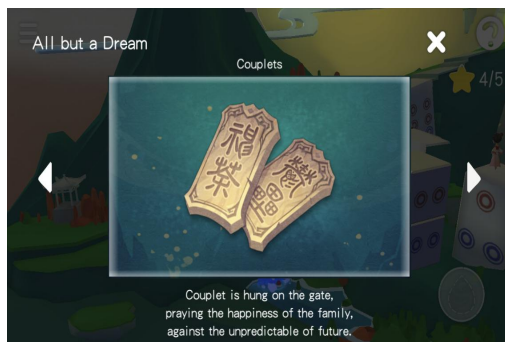 All but a Dream
Couplets
4/5
Couplet is hung on the gate,
praying the happiness of the family,
against the unpredictable of future.